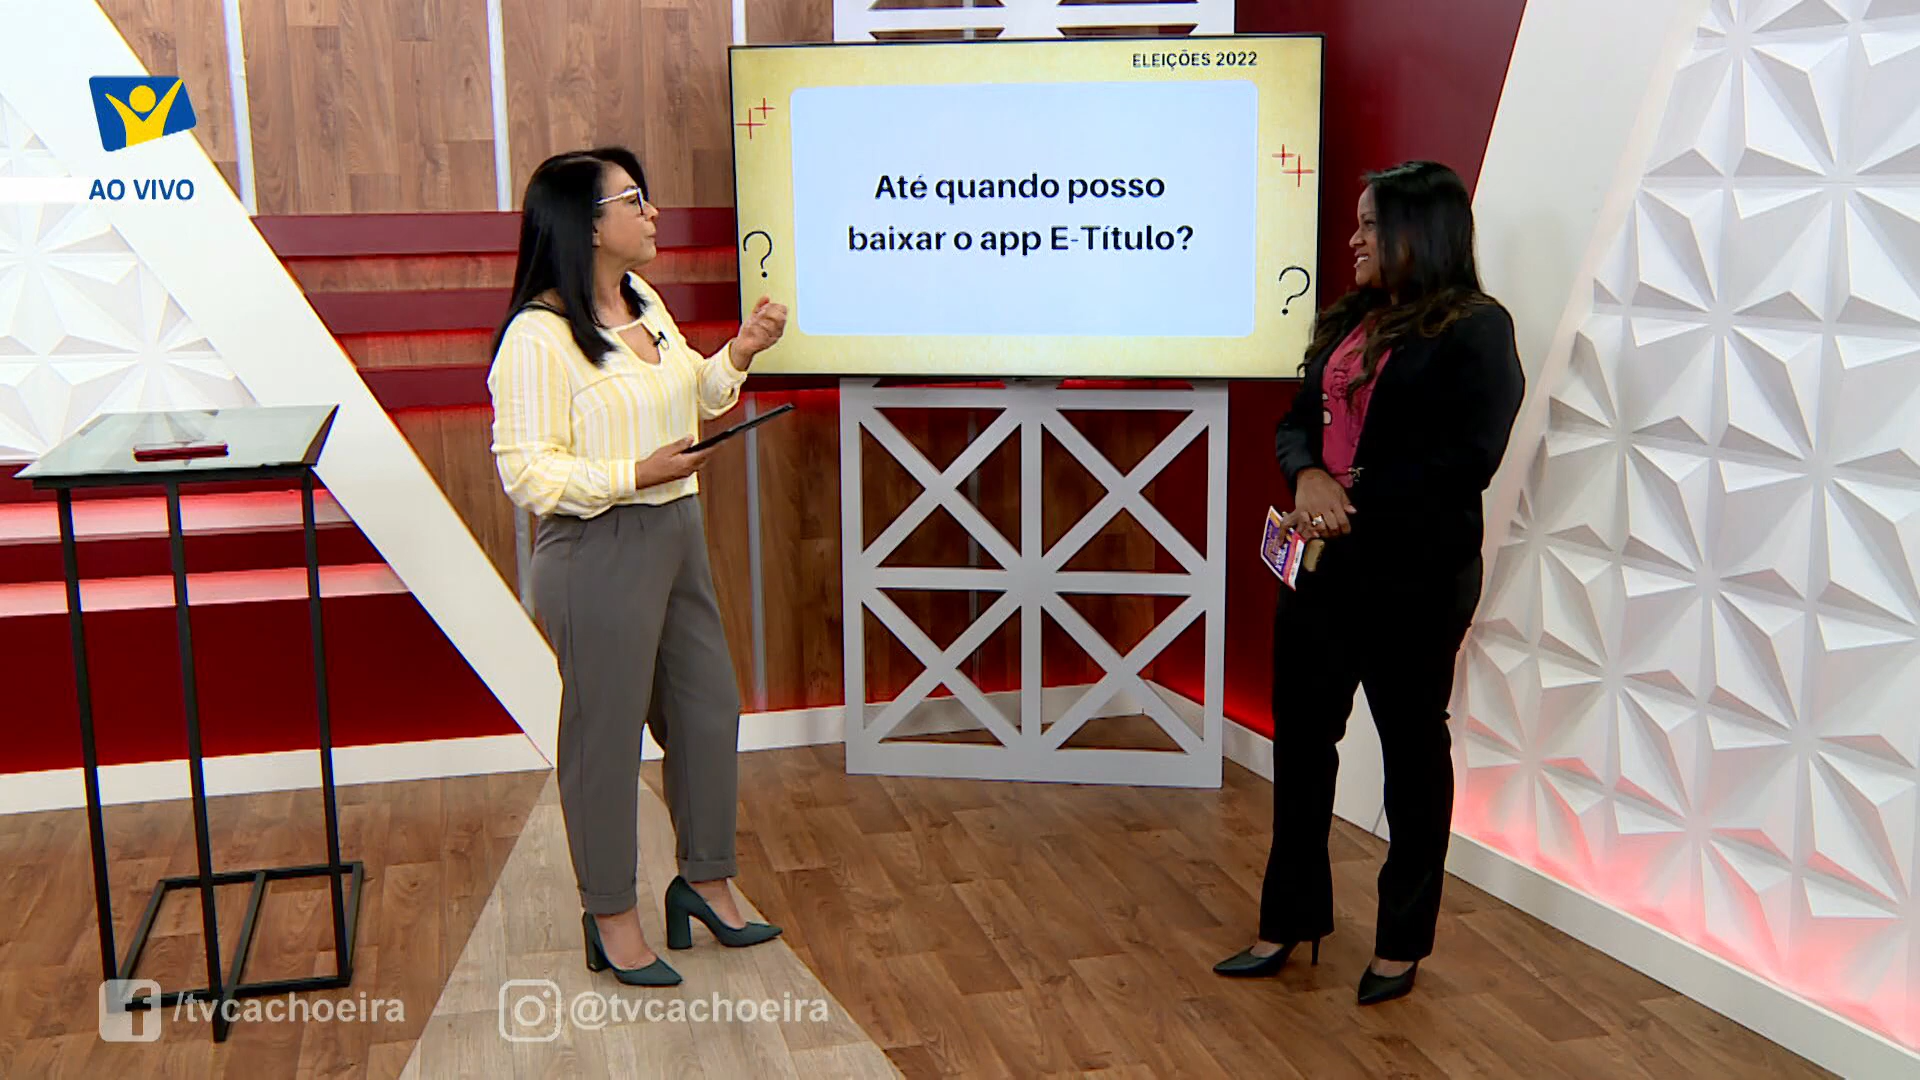 ELEIÇÕES 2022
AO VIVO
Até quando posso
baixar o app E-Título?
/tvcachoeira
@tvcachoeira